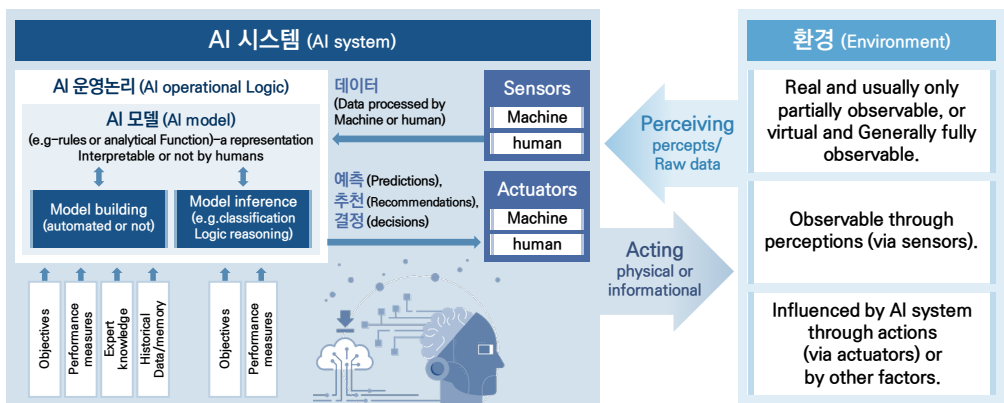 AI 시스템 (AI system)
AI 운영논리 (AI operational Logic)
AI 모델 (AI model)
(e.g-rules or analytical Function)-a representation
Interpretable or not by humans
Model building
(automated or not)
Model inference
(e.g.classification
Logic reasoning)
Objectives
Performance
measures
Expert
knowledge
Historical
Data/memory
Objectives
Performance
measures
데이터
(Data processed by
Machine or human)
예측 (Predictions),
추천 (Recommendations),
결정 (decisions)
Sensors
Machine
human
Actuators
Machine
human
Perceiving
percepts/
Raw data
Acting
physical or
informational
환경 (Environment)
Real and usually only
partially observable, or
virtual and Generally fully
observable.
Observable through
perceptions (via sensors).
Influenced by AI system
through actions
(via actuators) or
by other factors.